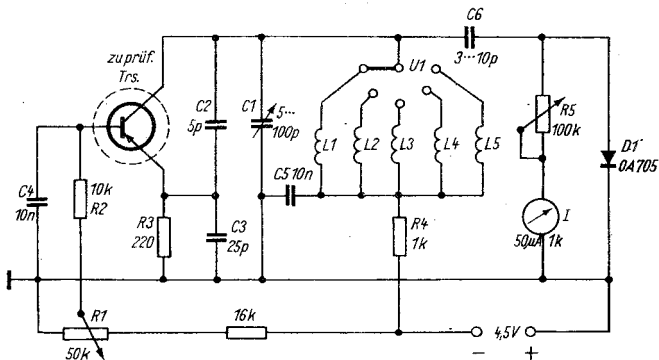 C6
3···10p
zu prüf.
Trs.
U1
C2
5p
C1
5···
100p
R5
100k
L1
L2
L3
L4
L5
D1
OA705
C4
10n
10k
R2
C5 10n
R3
220
C3
25p
R4
1k
I
50µA 1k
R1
50k
16k
4,5V
− +